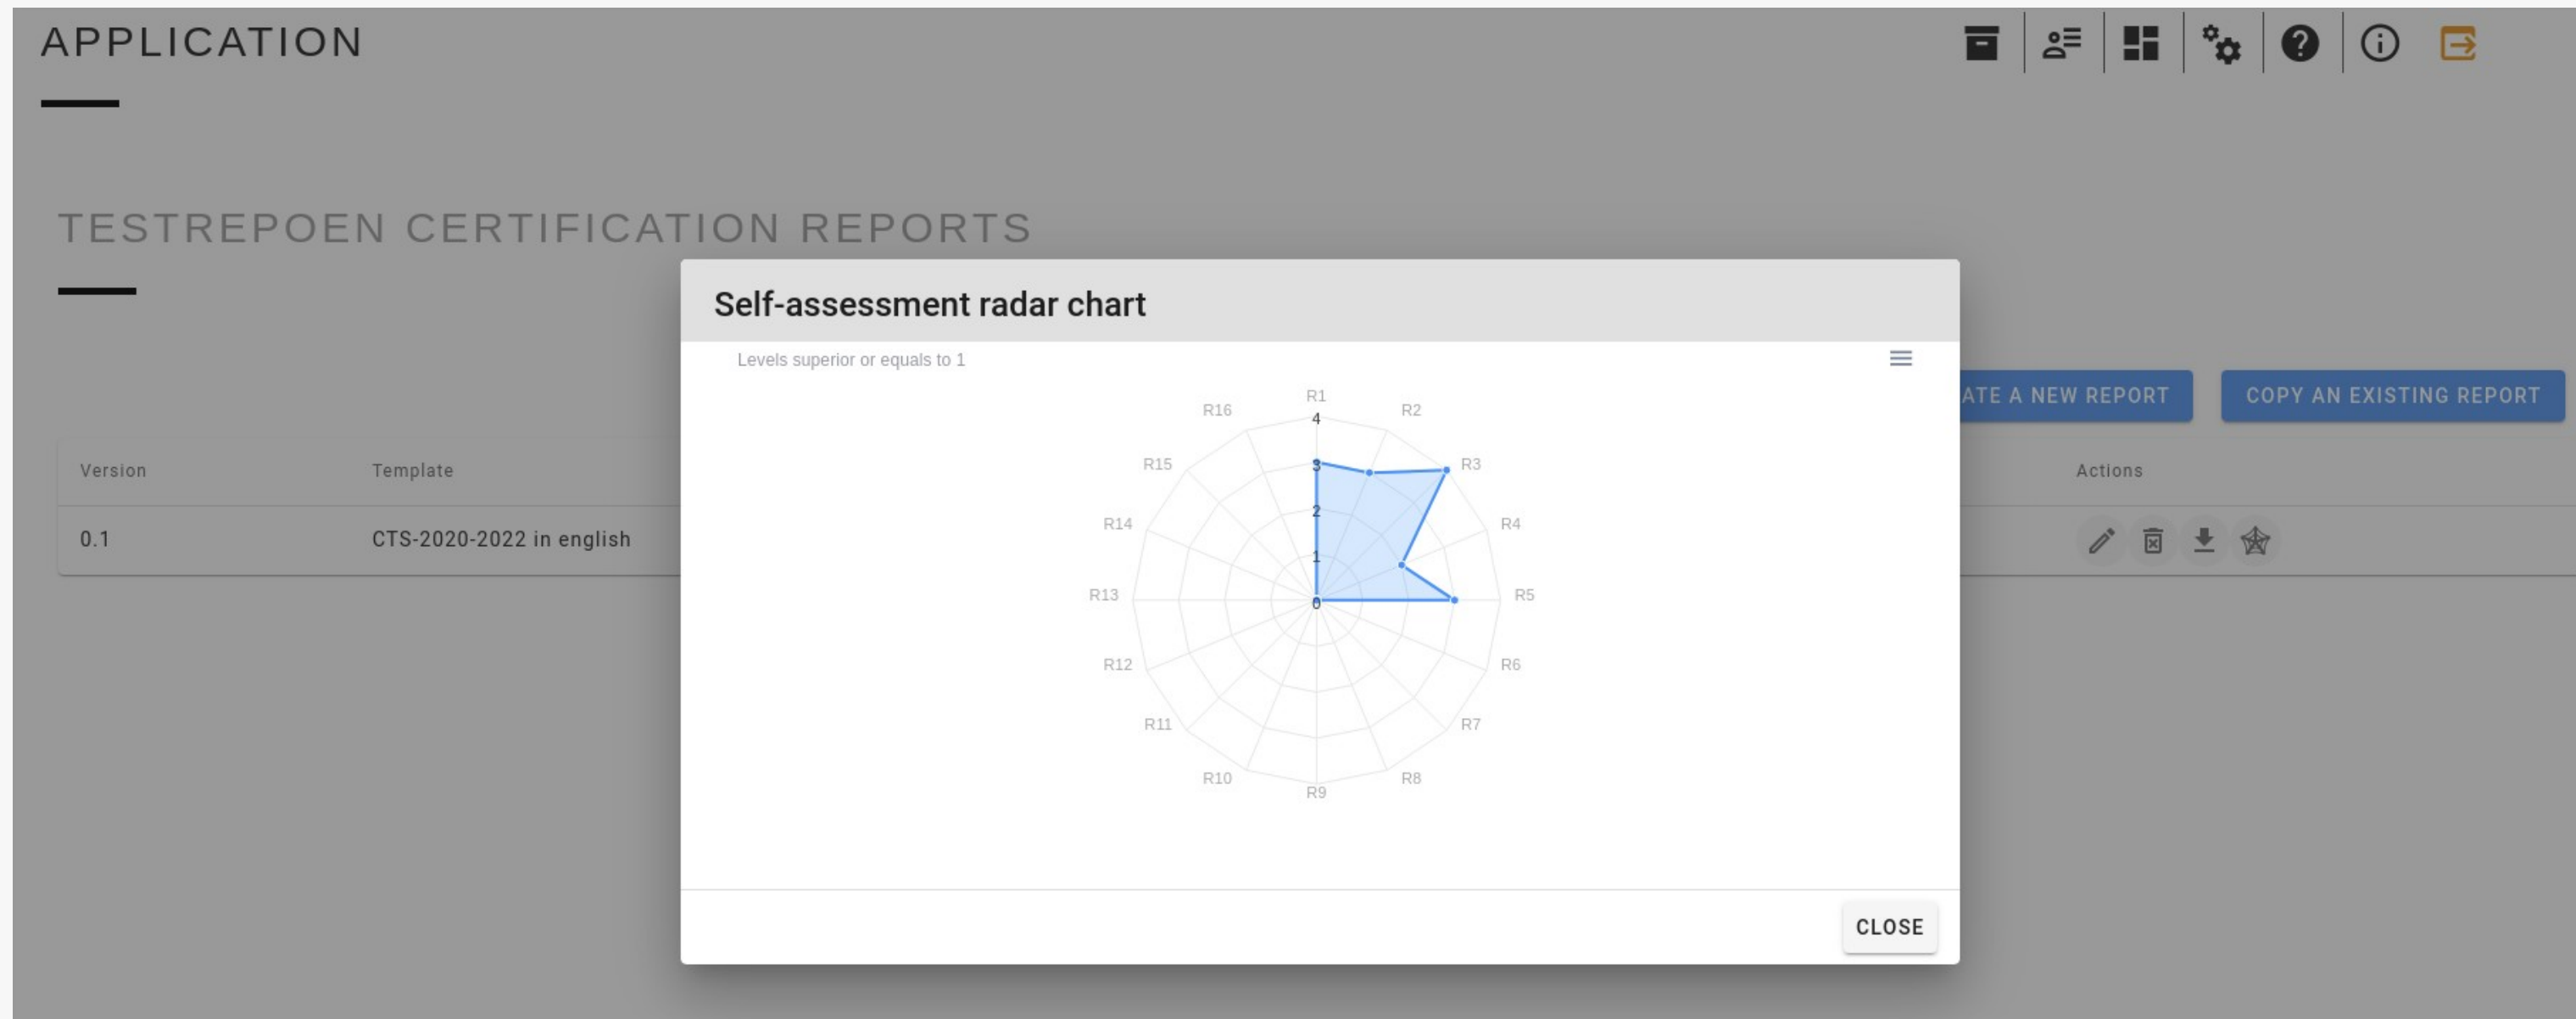 APPLICATION
TESTREPOEN CERTIFICATION REPORTS
Self-assessment radar chart
Levels superior or equals to 1
ATE A NEW REPORT
COPY AN EXISTING REPORT
Version
Template
Actions
0.1
CTS-2020-2022 in english
R1
R2
R3
R4
R5
R6
R7
R8
R9
R10
R11
R12
R13
R14
R15
R16
4
3
2
1
0
CLOSE